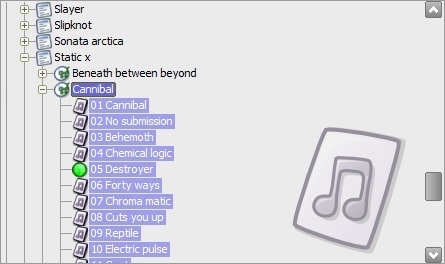 Slayer
Slipknot
Sonata arctica
Static x
Beneath between beyond
Cannibal
01 Cannibal
02 No submission
03 Behemoth
04 Chemical logic
05 Destroyer
06 Forty ways
07 Chroma matic
08 Cuts you up
09 Reptile
10 Electric pulse